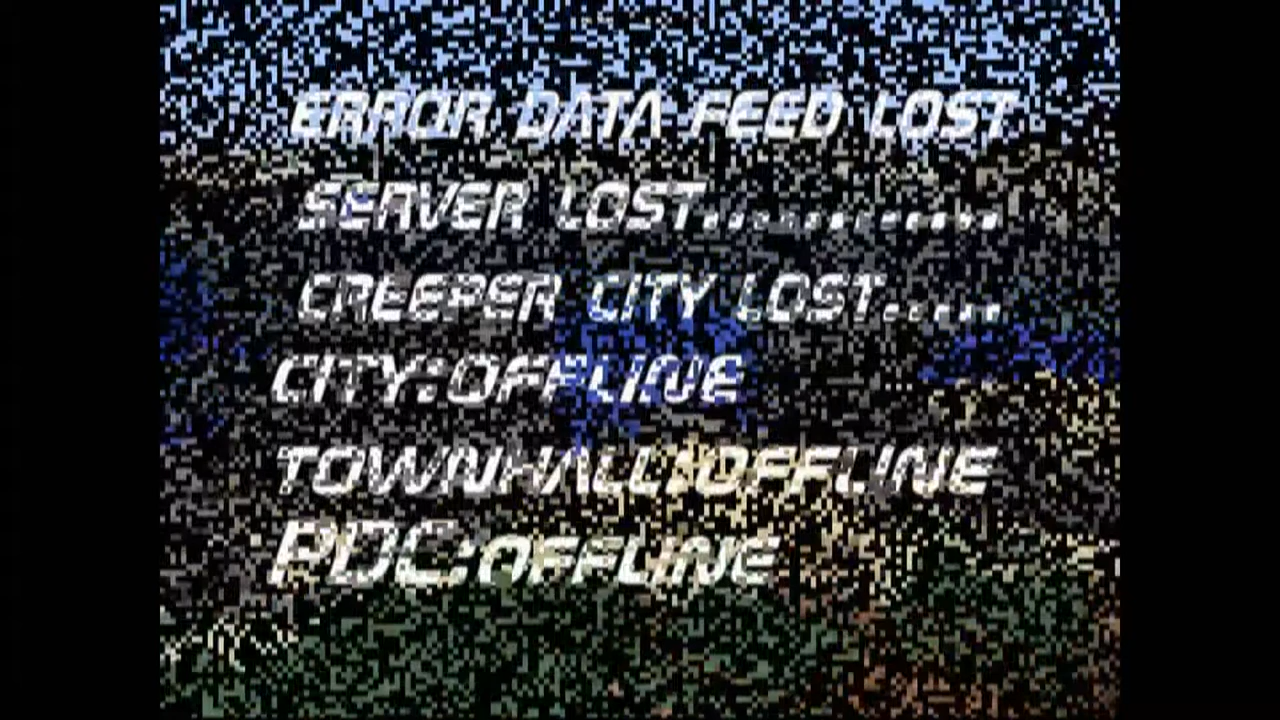 ERROR DATA FEED LOST
SERVER LOST.............
CREEPER CITY LOST.....
CITY:OFFLINE
TOWNHALL:OFFLINE
PDC:OFFLINE